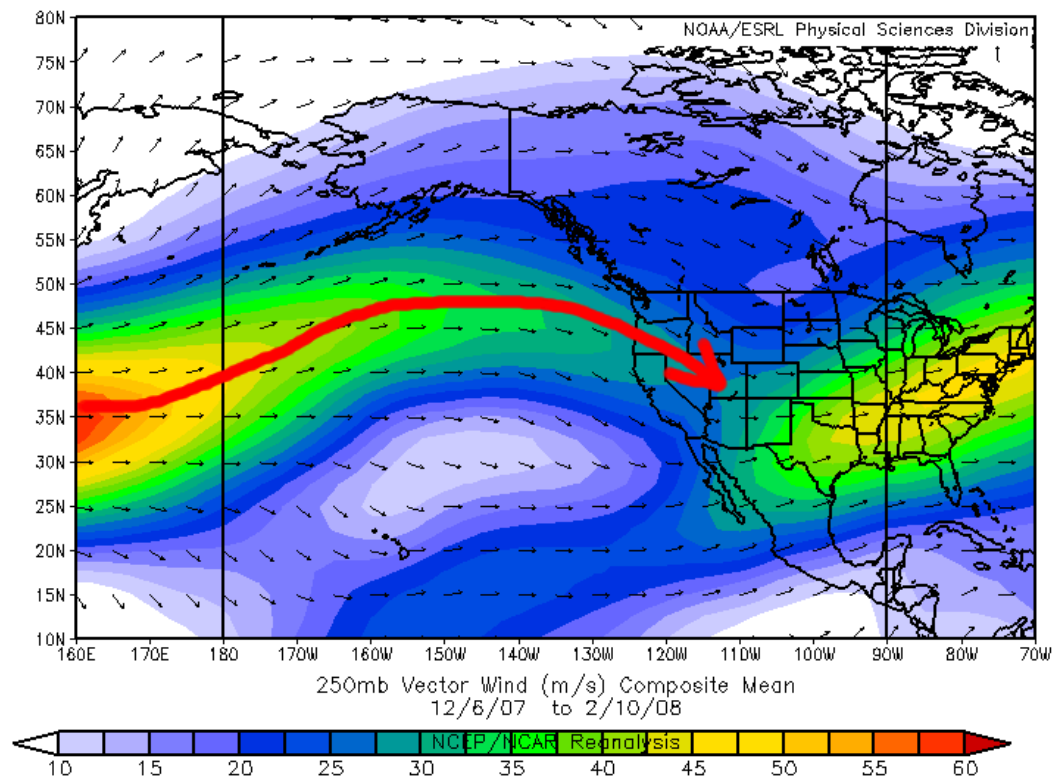 NOAA/ESRL Physical Sciences Division
80N
75N
70N
65N
60N
55N
50N
45N
40N
35N
30N
25N
20N
15N
10N
160E 170E 180 170W 160W 150W 140W 130W 120W 110W 100W 90W 80W 70W
250mb Vector Wind (m/s) Composite Mean
12/6/07 to 2/10/08
NCEP/NCAR Reanalysis
10 15 20 25 30 35 40 45 50 55 60